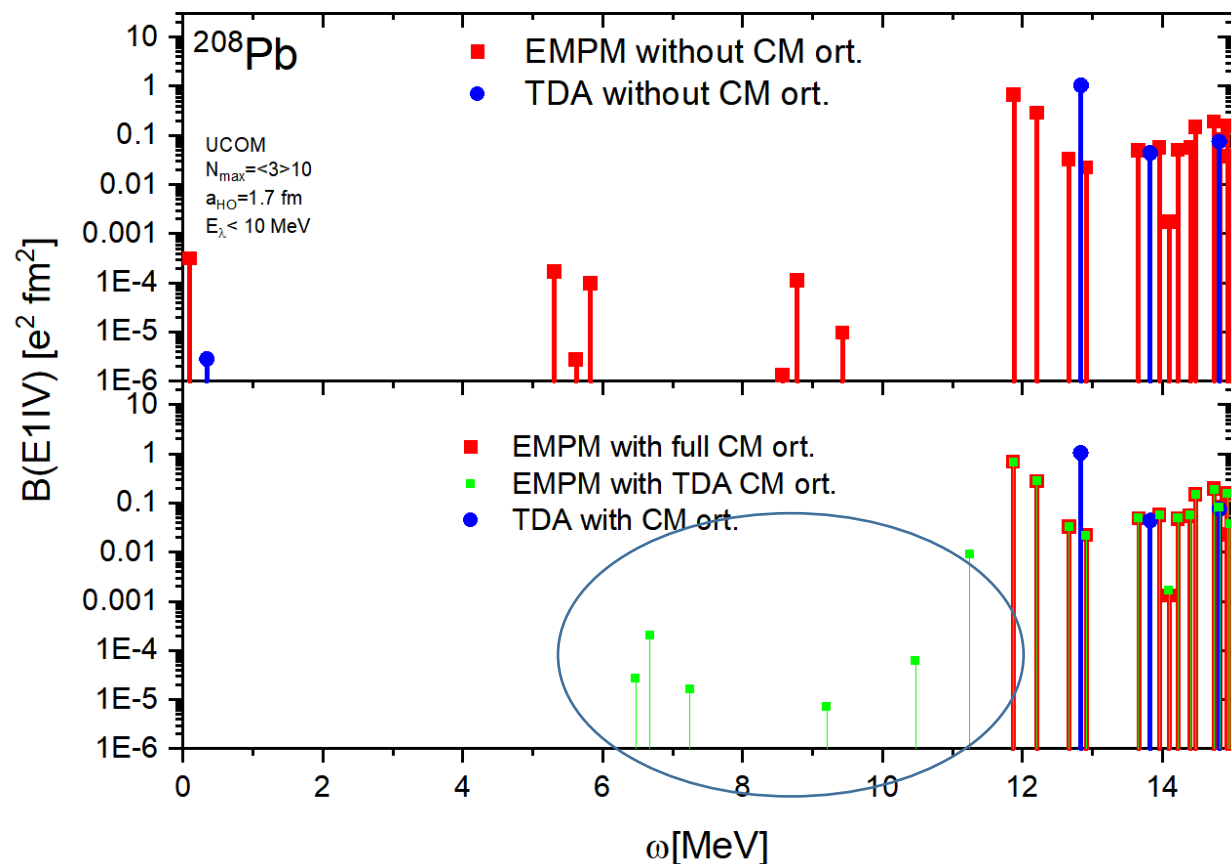 ²⁰⁸Pb
EMPM without CM ort.
TDA without CM ort.
UCOM
Nmax=<3>10
aHO=1.7 fm
Eλ< 10 MeV
B(E1IV) [e² fm²]
10
1
0.1
0.01
0.001
1E-4
1E-5
1E-6
EMPM with full CM ort.
EMPM with TDA CM ort.
TDA with CM ort.
10
1
0.1
0.01
0.001
1E-4
1E-5
1E-6
0 2 4 6 8 10 12 14
ω[MeV]